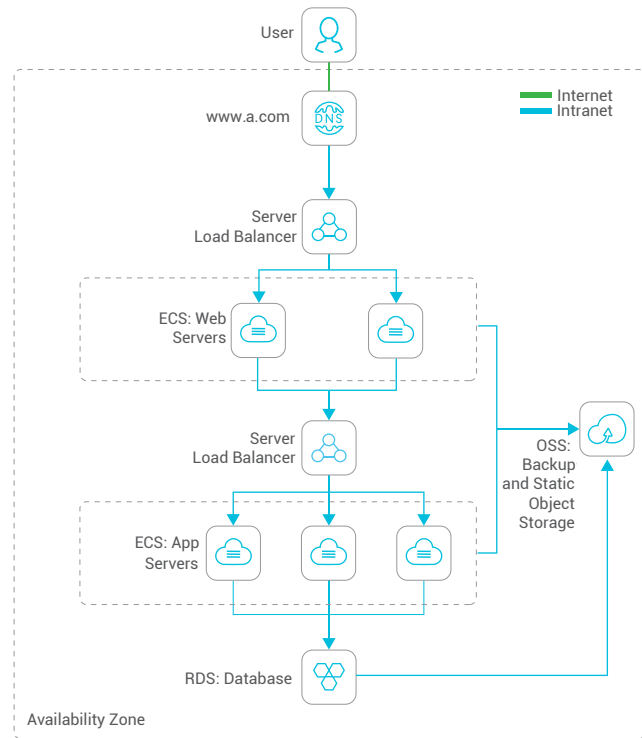 User
www.a.com
DNS
Internet
Intranet
Server
Load Balancer
ECS: Web
Servers
Server
Load Balancer
OSS:
Backup
and Static
Object
Storage
ECS: App
Servers
RDS: Database
Availability Zone